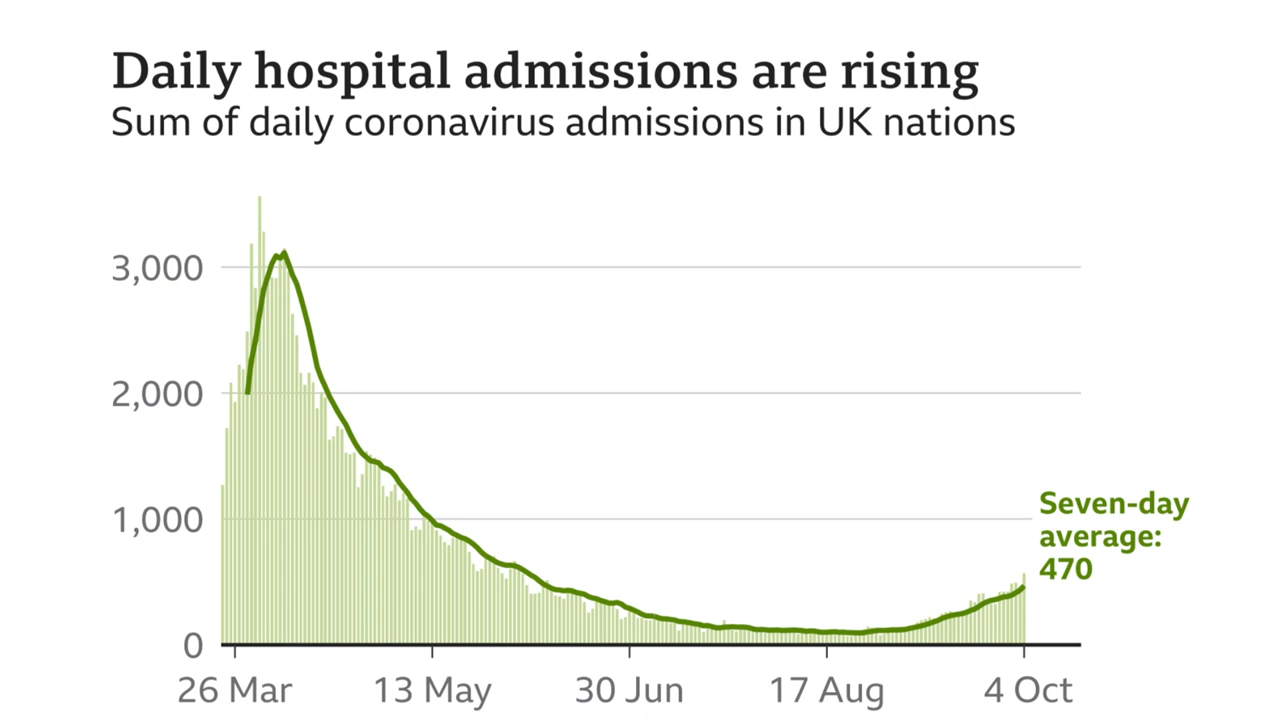 Daily hospital admissions are rising
Sum of daily coronavirus admissions in UK nations
3,000
2,000
1,000
0
Seven-day
average:
470
26 Mar
13 May
30 Jun
17 Aug
4 Oct